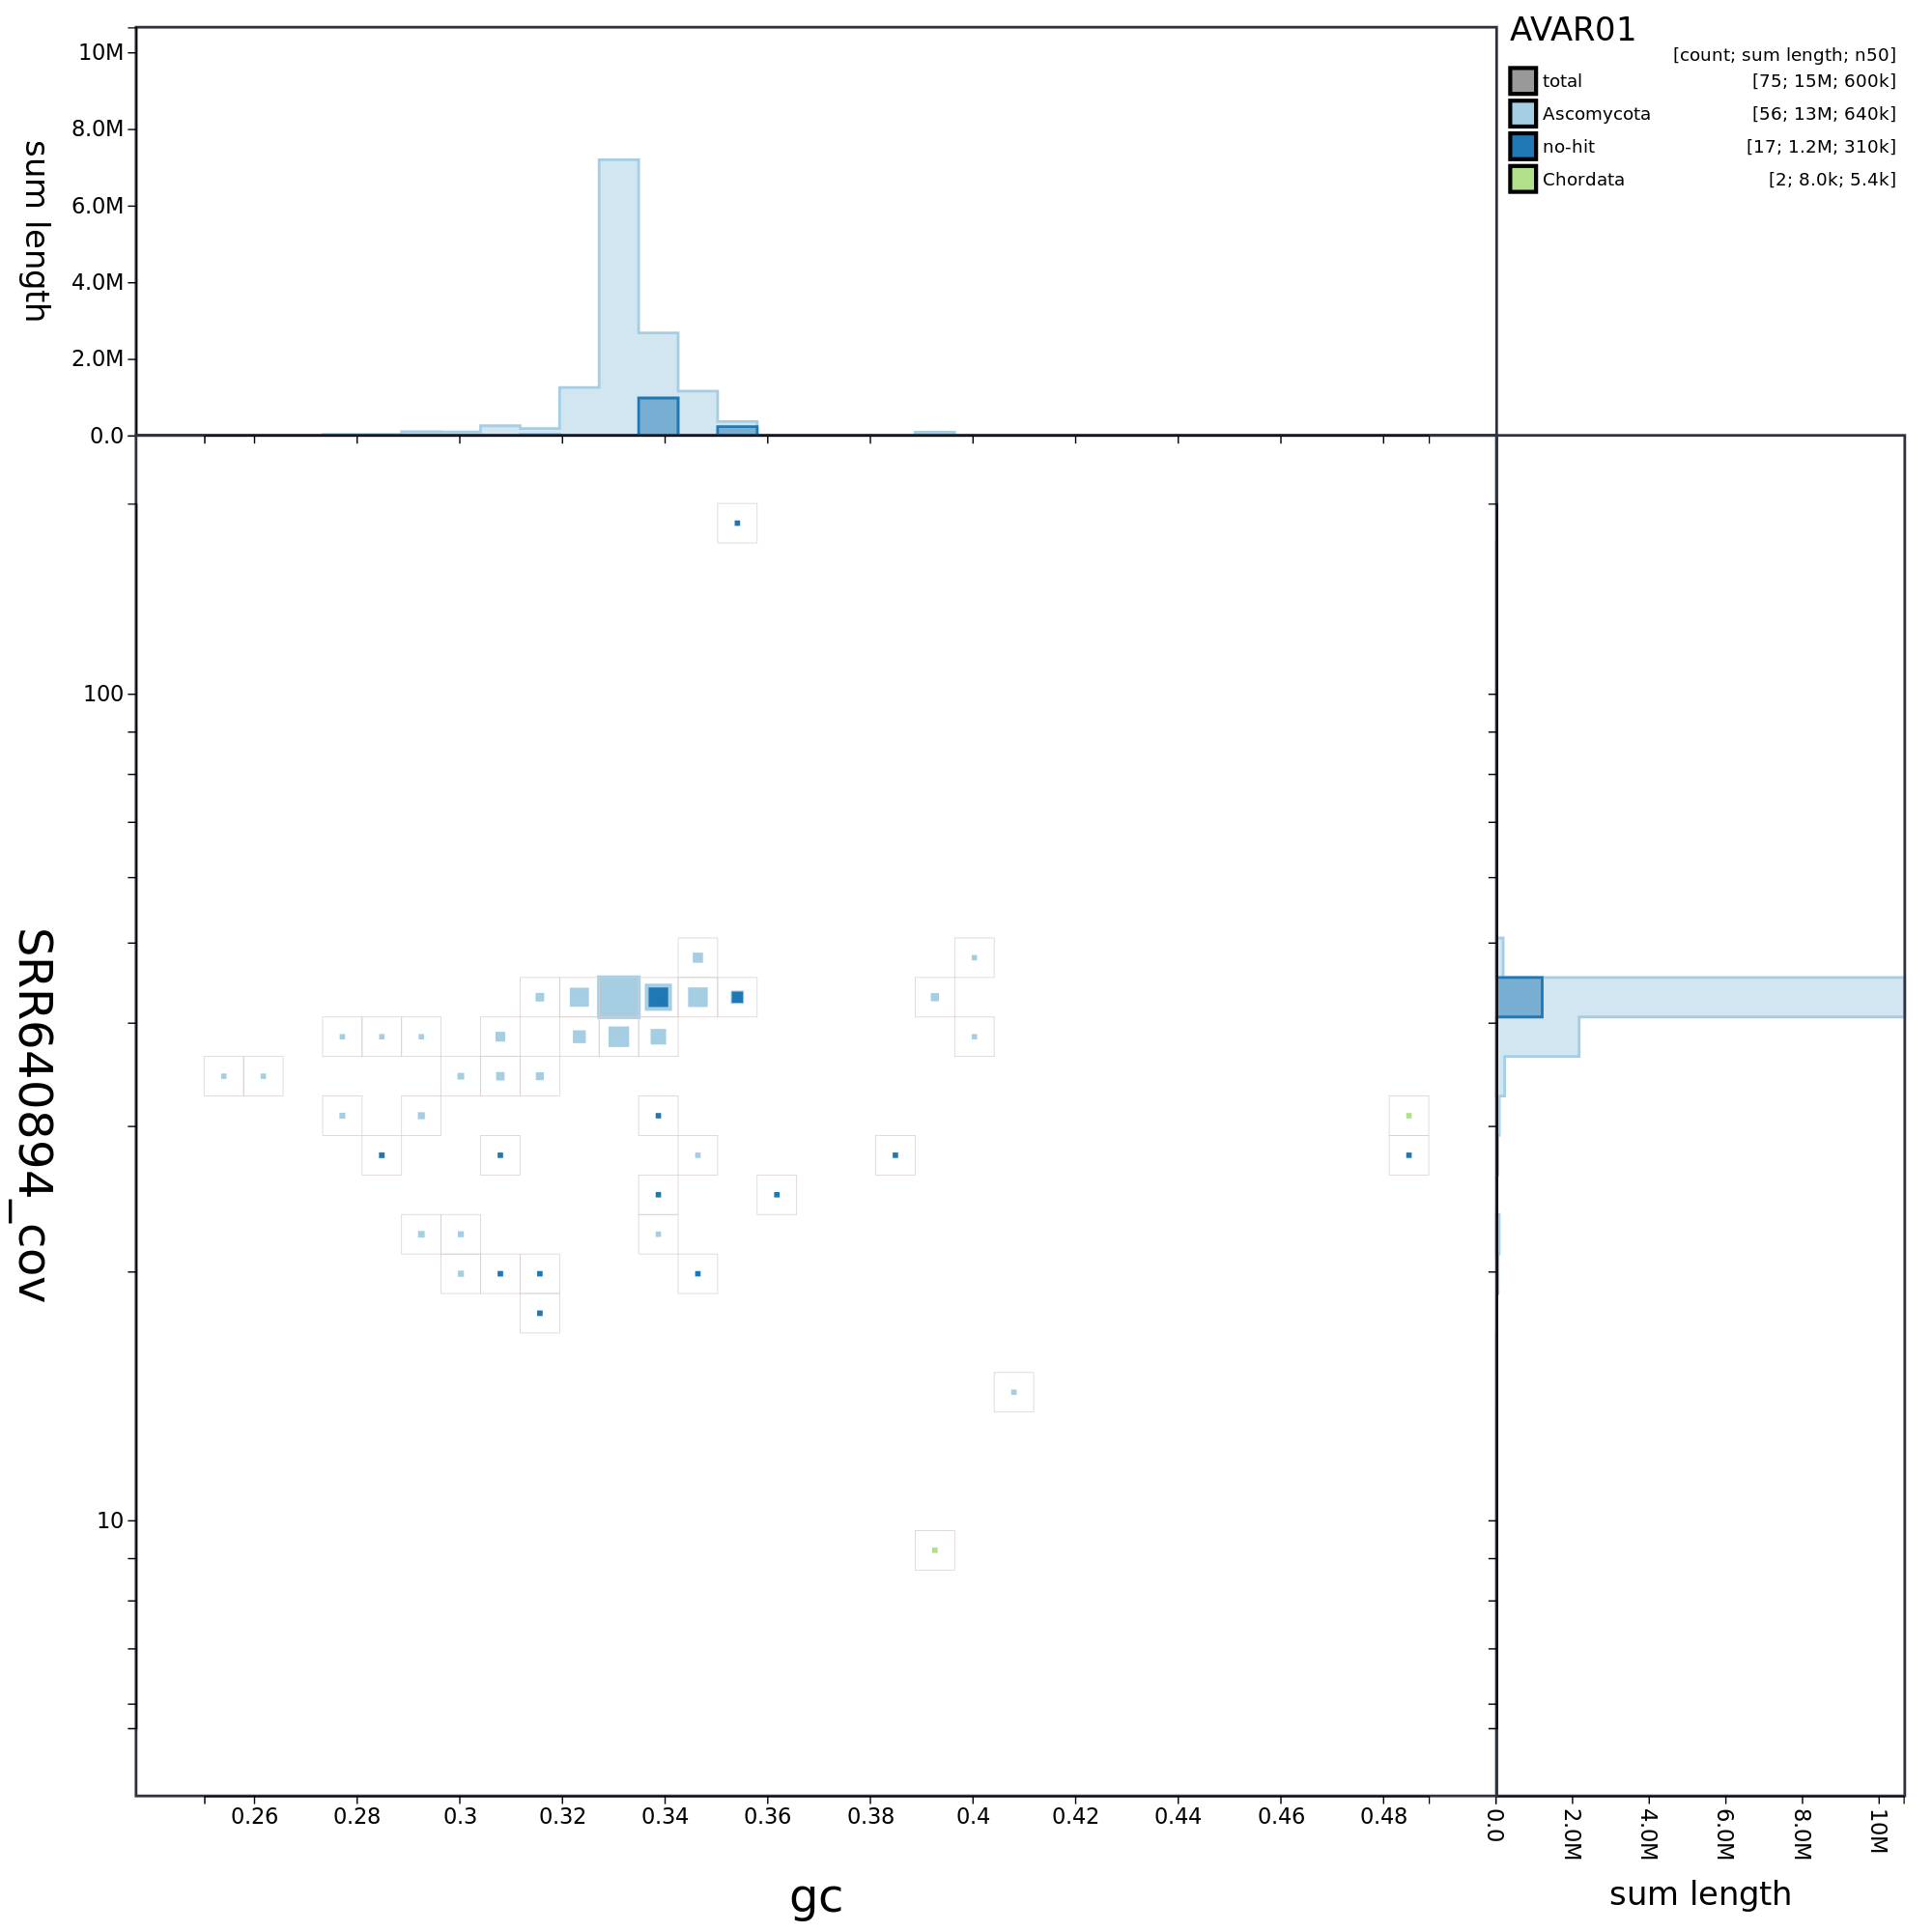 AVAR01
[count; sum length; n50]
total [75; 15M; 600k]
Ascomycota [56; 13M; 640k]
no-hit [17; 1.2M; 310k]
Chordata [2; 8.0k; 5.4k]
sum length
10M
8.0M
6.0M
4.0M
2.0M
0.0
SRR640894_cov
100
10
0.26 0.28 0.3 0.32 0.34 0.36 0.38 0.4 0.42 0.44 0.46 0.48
gc
0.0 2.0M 4.0M 6.0M 8.0M 10M
sum length